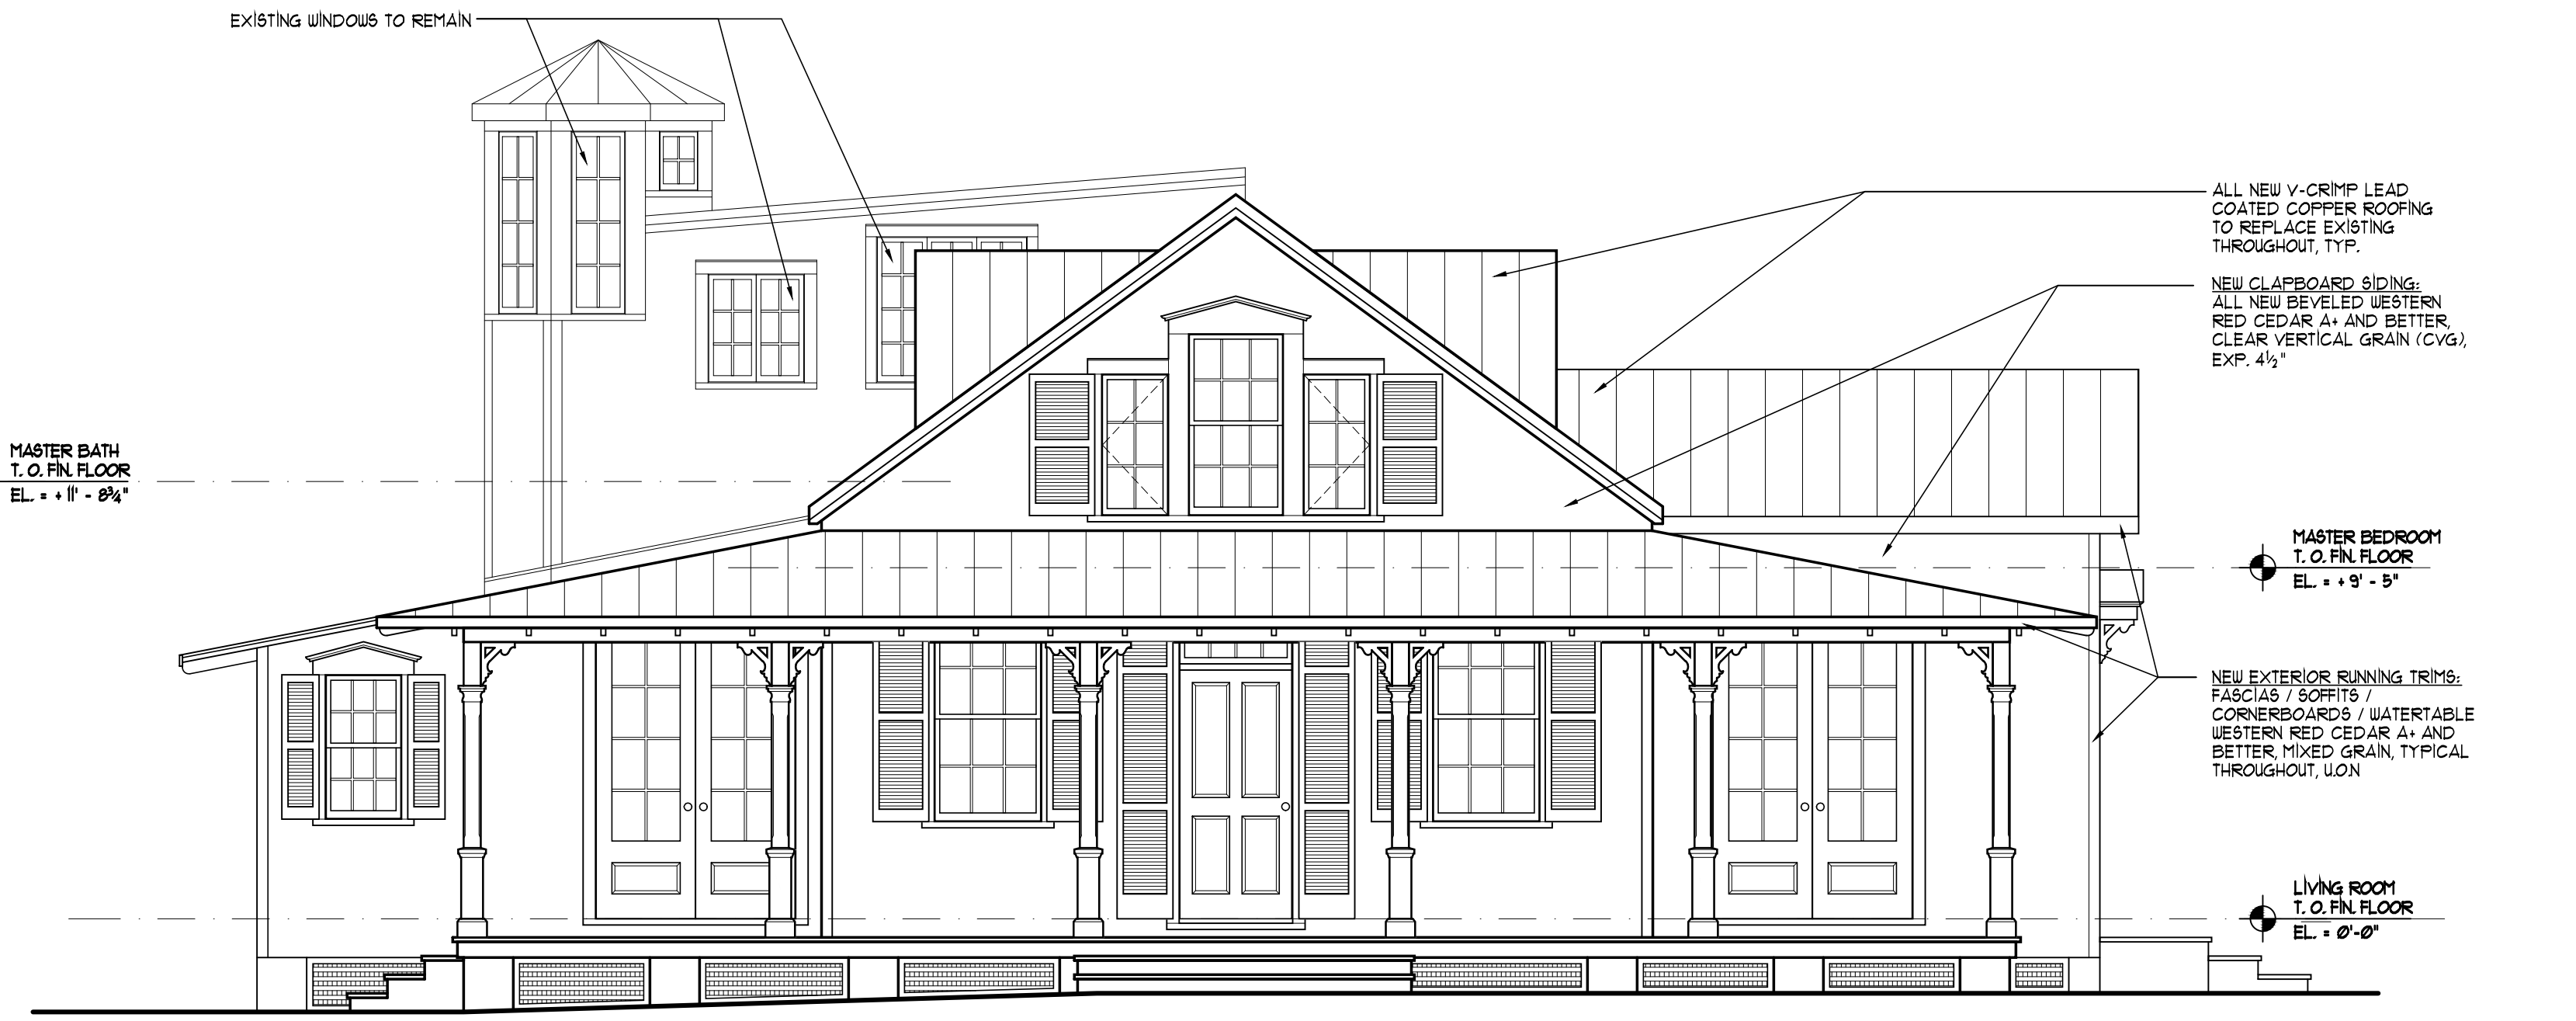 EXISTING WINDOWS TO REMAIN
ALL NEW V-CRIMP LEAD
COATED COPPER ROOFING
TO REPLACE EXISTING
THROUGHOUT, TYP.
NEW CLAPBOARD SIDING:
ALL NEW BEVELED WESTERN
RED CEDAR A+ AND BETTER,
CLEAR VERTICAL GRAIN (CVG),
EXP. 4½"
MASTER BATH
T. O. FIN. FLOOR
EL. = +11' - 8¾"
MASTER BEDROOM
T. O. FIN. FLOOR
EL. = +9' - 5"
NEW EXTERIOR RUNNING TRIMS:
FASCIAS / SOFFITS /
CORNERBOARDS / WATERTABLE
WESTERN RED CEDAR A+ AND
BETTER, MIXED GRAIN, TYPICAL
THROUGHOUT, U.O.N
LIVING ROOM
T. O. FIN. FLOOR
EL. = 0'-0"